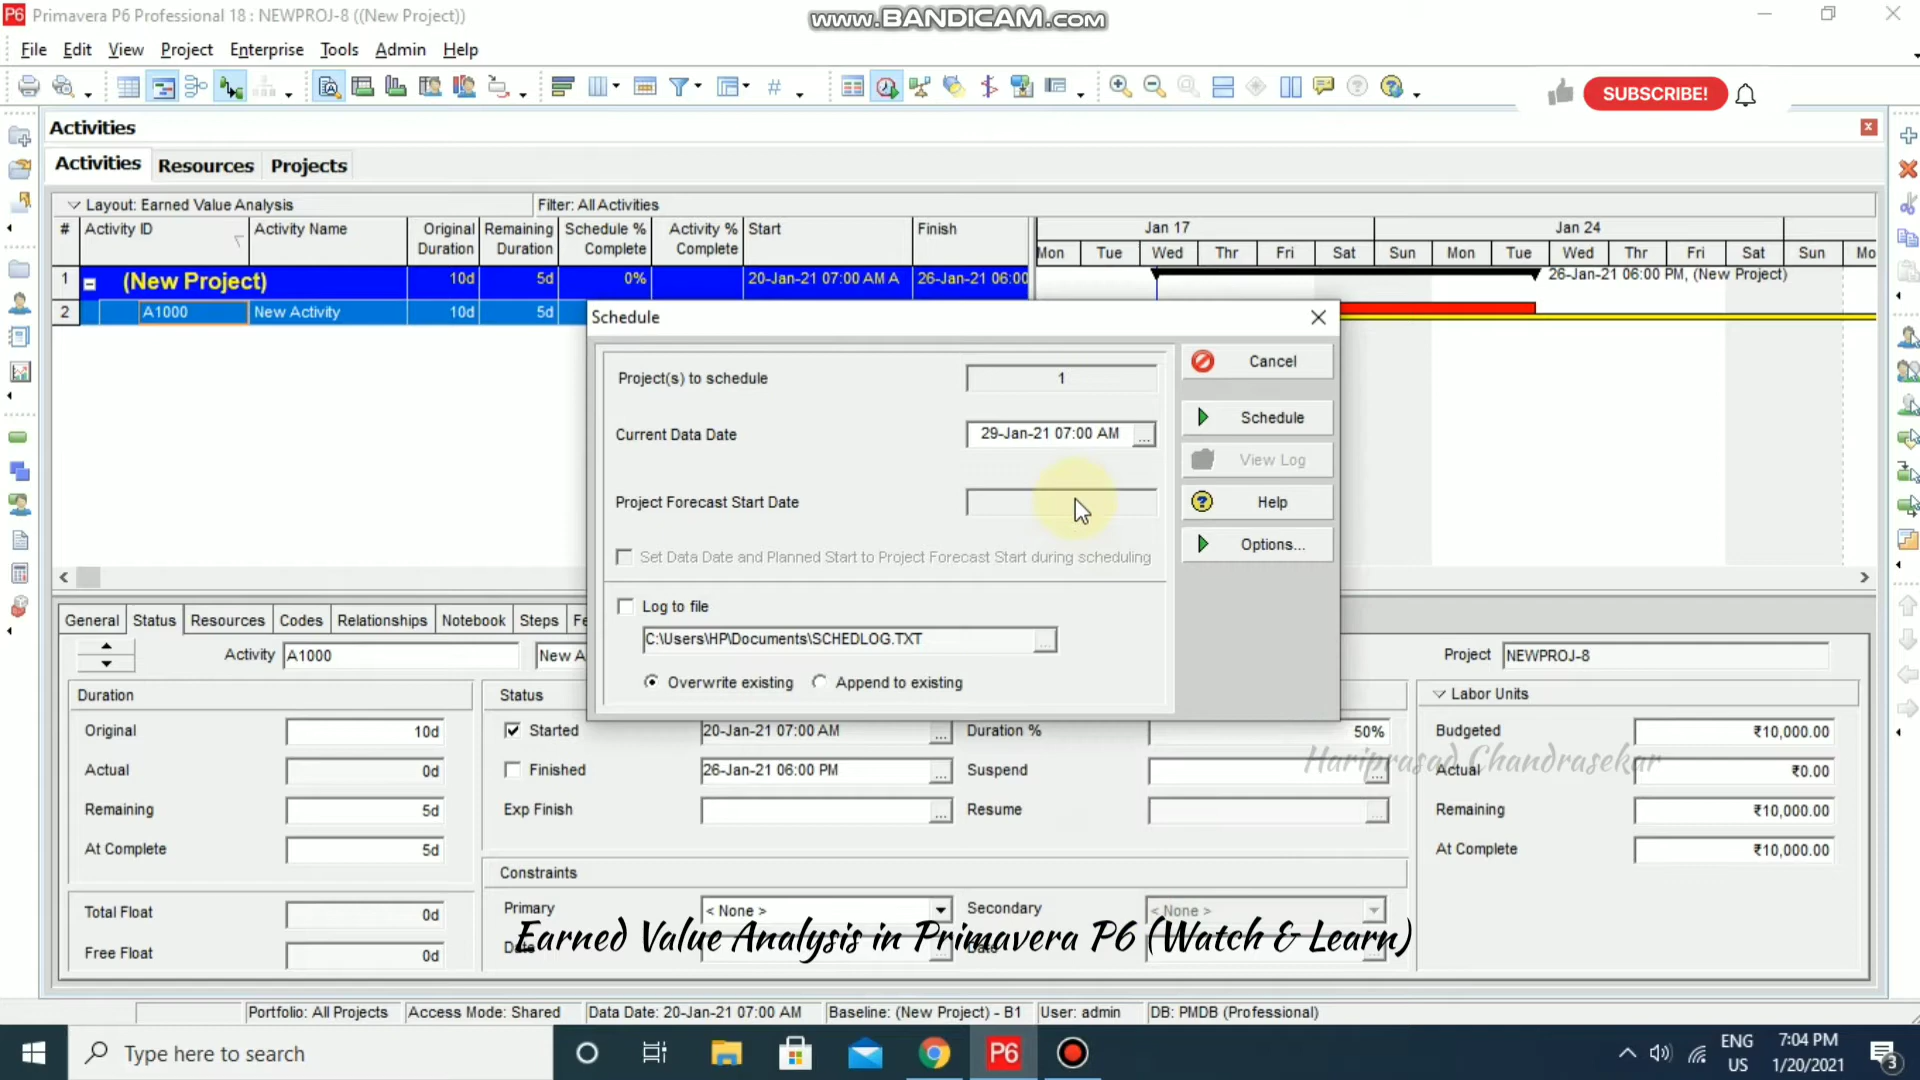 Primavera P6 Professional 18 : NEWPROJ-8 ((New Project))
www.BANDICAM.com
File Edit View Project Enterprise Tools Admin Help
SUBSCRIBE!
Activities
Activities Resources Projects
Layout: Earned Value Analysis Filter: All Activities
# Activity ID Activity Name Original Duration Remaining Duration Schedule % Complete Activity % Complete Start Finish
Jan 17 Jan 24
Mon Tue Wed Thr Fri Sat Sun Mon Tue Wed Thr Fri Sat Sun Mo
1 (New Project) 10d 5d 0% 20-Jan-21 07:00 AM A 26-Jan-21 06:00
26-Jan-21 06:00 PM, (New Project)
2 A1000 New Activity 10d 5d
Schedule
Project(s) to schedule 1
Cancel
Current Data Date 29-Jan-21 07:00 AM ...
Schedule
View Log
Project Forecast Start Date
Help
Set Data Date and Planned Start to Project Forecast Start during scheduling
Options...
Log to file
C:\Users\HP\Documents\SCHEDLOG.TXT ...
Overwrite existing Append to existing
General Status Resources Codes Relationships Notebook Steps Fe
Activity A1000 New A Project NEWPROJ-8
Duration Status Labor Units
Original 10d Started 20-Jan-21 07:00 AM ... Duration % 50% Budgeted ₹10,000.00
Hariprasad Chandrasekar
Actual 0d Finished 26-Jan-21 06:00 PM ... Suspend ... Actual ₹0.00
Remaining 5d Exp Finish ... Resume ... Remaining ₹10,000.00
At Complete 5d At Complete ₹10,000.00
Constraints
Total Float 0d Primary < None > Secondary < None >
Earned Value Analysis in Primavera P6 (Watch & Learn)
Free Float 0d Date Date
Portfolio: All Projects Access Mode: Shared Data Date: 20-Jan-21 07:00 AM Baseline: (New Project) - B1 User: admin DB: PMDB (Professional)
Type here to search
P6
ENG
US
7:04 PM
1/20/2021
3